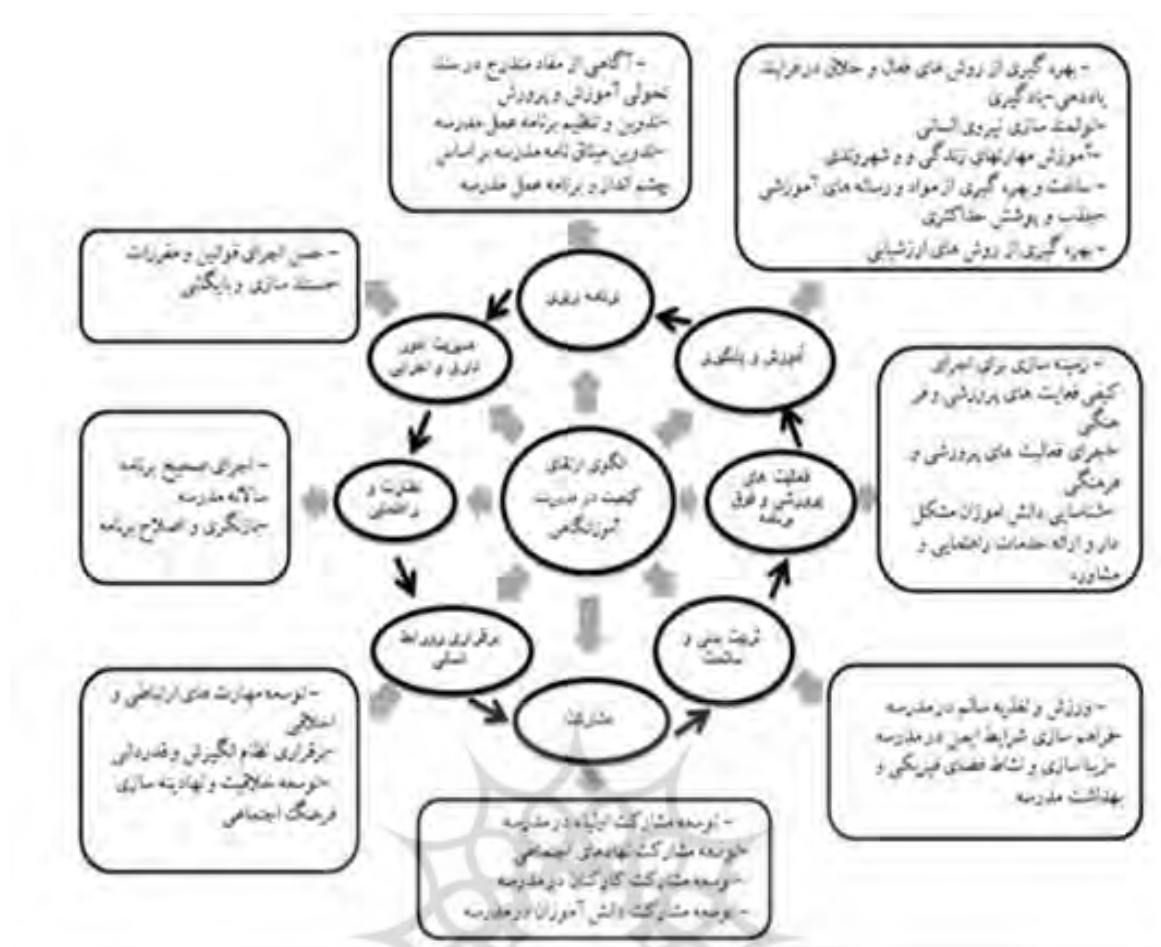 - آگاهی از مفاد مندرج در سند
تحولی آموزش و پرورش
-تدوین و تنظیم برنامه عمل مدرسه
-تدوین میثاق نامه مدرسه بر اساس
چشم انداز و برنامه عمل مدرسه
- بهره گیری از روش های فعال و خلاق در فرایند
یاددهی-یادگیری
-توانمند سازی نیروی انسانی
-آموزش مهارتهای زندگی و و شهروندی
- ساخت و بهره گیری از مواد و رسانه های آموزشی
-جذب و پوشش حداکثری
- بهره گیری از روش های ارزشیابی
- حسن اجرای قوانین و مقررات
-مستند سازی و بایگانی
برنامه ریزی
آموزش و یادگیری
مدیریت امور
اداری و اجرایی
- زمینه سازی برای اجرای
کیفی فعایت های پرورشی و فر
هنگی
-اجرای فعالیت های پرورشی و
فرهنگی
-شناسایی دانش اموزان مشکل
دار و ارائه خدمات راهنمایی و
مشاوره
- اجرای صحیح برنامه
سالانه مدرسه
-بازنگری و اصلاح برنامه
نظارت و
راهنمایی
الگوی ارتقای
کیفیت در مدیریت
آموزشگاهی
فعالیت های
پرورشی و فوق
برنامه
برقراری روابط
انسانی
مشارکت
تربیت بدنی و
سلامت
- توسعه مهارت های ارتباطی و
اخلاقی
-برقراری نظام انگیزش و قدردانی
-توسعه خلاقیت و نهادینه سازی
فرهنگ اجتماعی
- توسعه مشارکت اولیاء در مدرسه
-توسعه مشارکت نهادهای اجتماعی
- توسعه مشارکت کارکنان در مدرسه
- توسعه مشارکت دانش آموزان در مدرسه
- ورزش و تغذیه سالم در مدرسه
-فراهم سازی شرایط ایمن در مدرسه
-زیبا سازی و نشاط فضای فیزیکی و
بهداشت مدرسه